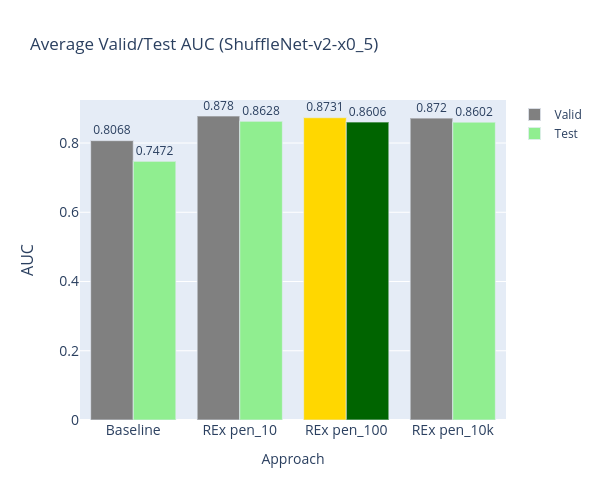 Average Valid/Test AUC (ShuffleNet-v2-x0_5)
0.8068
0.7472
0.878
0.8628
0.8731
0.8606
0.872
0.8602
Valid
Test
AUC
0.8
0.6
0.4
0.2
0
Baseline
REx pen_10
REx pen_100
REx pen_10k
Approach